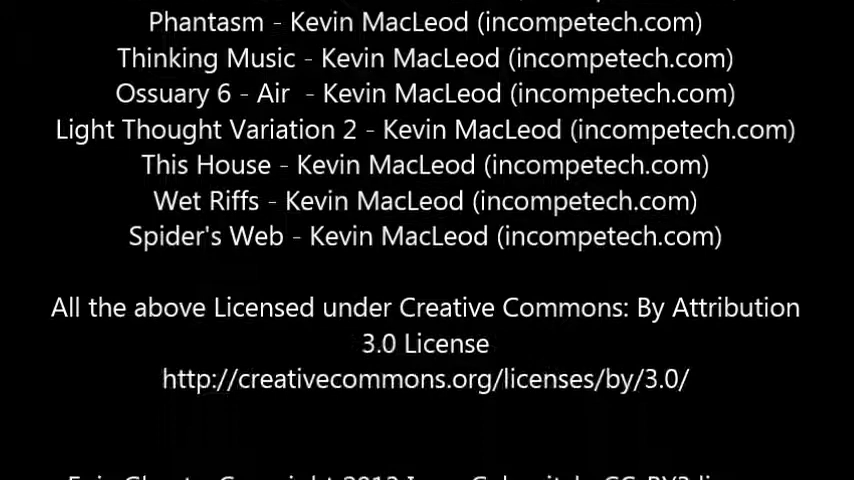 Phantasm - Kevin MacLeod (incompetech.com)
Thinking Music - Kevin MacLeod (incompetech.com)
Ossuary 6 - Air  - Kevin MacLeod (incompetech.com)
Light Thought Variation 2 - Kevin MacLeod (incompetech.com)
This House - Kevin MacLeod (incompetech.com)
Wet Riffs - Kevin MacLeod (incompetech.com)
Spider's Web - Kevin MacLeod (incompetech.com)
All the above Licensed under Creative Commons: By Attribution
3.0 License
http://creativecommons.org/licenses/by/3.0/